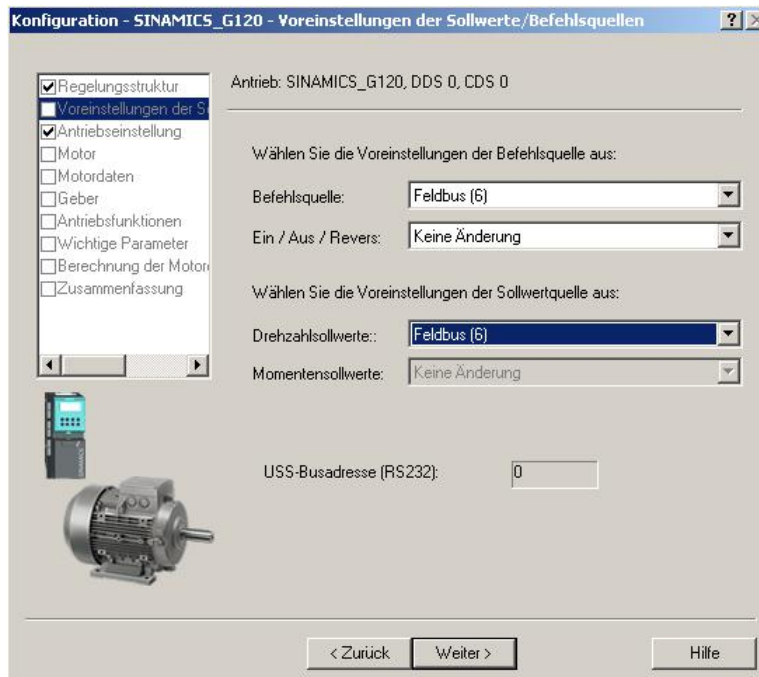 Konfiguration - SINAMICS_G120 - Voreinstellungen der Sollwerte/Befehlsquellen
Regelungsstruktur
Voreinstellungen der S
Antriebseinstellung
Motor
Motordaten
Geber
Antriebsfunktionen
Wichtige Parameter
Berechnung der Motor
Zusammenfassung
Antrieb: SINAMICS_G120, DDS 0, CDS 0
Wählen Sie die Voreinstellungen der Befehlsquelle aus:
Befehlsquelle: Feldbus (6)
Ein / Aus / Revers: Keine Änderung
Wählen Sie die Voreinstellungen der Sollwertquelle aus:
Drehzahlsollwerte:: Feldbus (6)
Momentensollwerte: Keine Änderung
USS-Busadresse (RS232): 0
SINAMICS
< Zurück
Weiter >
Hilfe